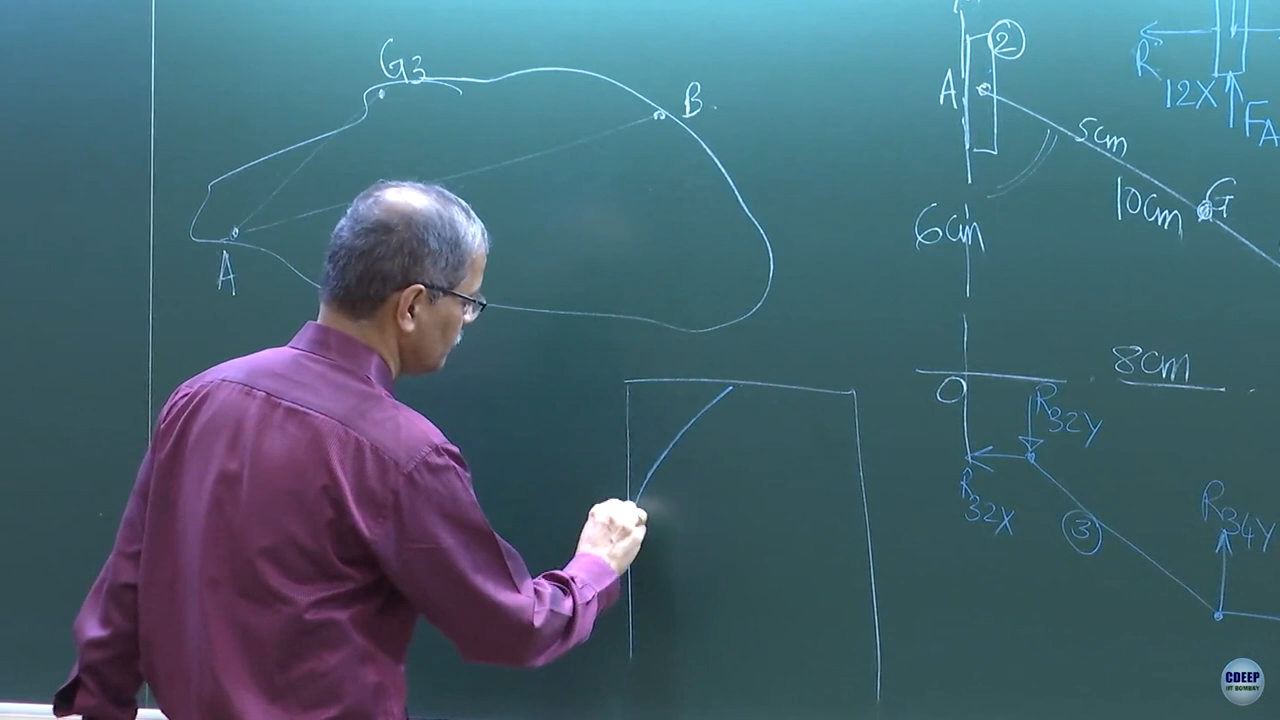 G3
B
A
2
A
5cm
10cm
G
6cm
R
12X
FA
8cm
O
R32Y
R32X
3
R34Y
CDEEP
IIT BOMBAY